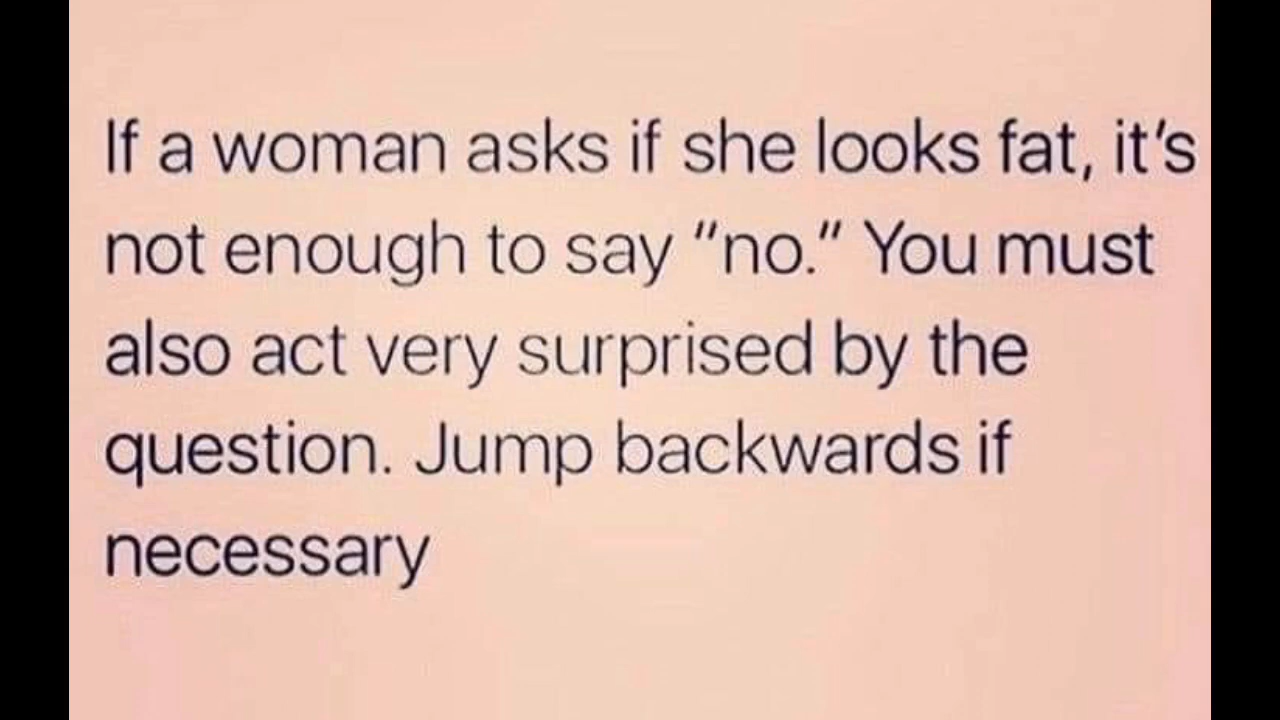 If a woman asks if she looks fat, it's
not enough to say "no." You must
also act very surprised by the
question. Jump backwards if
necessary